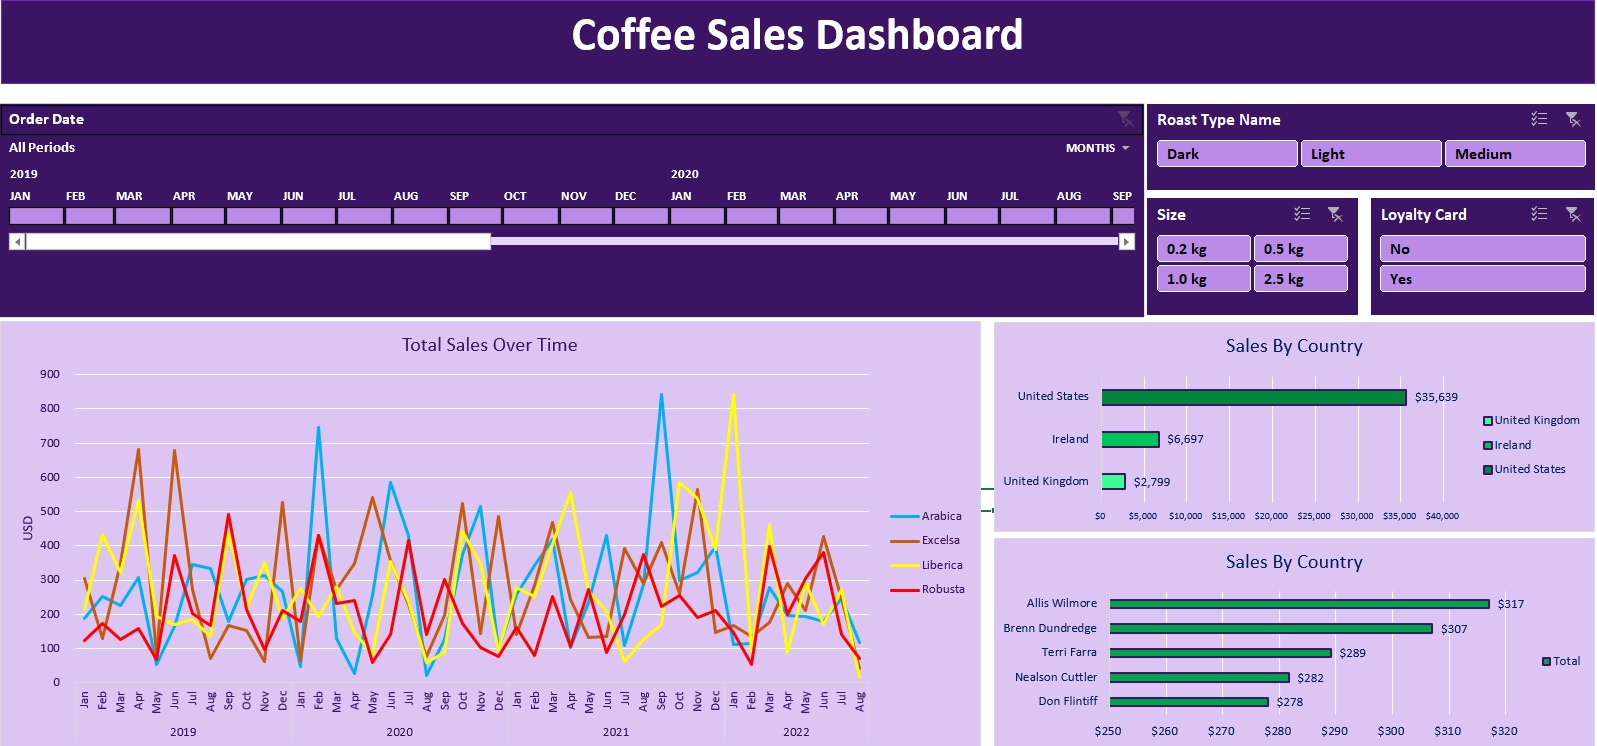 Coffee Sales Dashboard
Order Date
All Periods
MONTHS
2019 2020
JAN FEB MAR APR MAY JUN JUL AUG SEP OCT NOV DEC JAN FEB MAR APR MAY JUN JUL AUG SEP
Roast Type Name
Dark Light Medium
Size
0.2 kg 0.5 kg
1.0 kg 2.5 kg
Loyalty Card
No
Yes
Total Sales Over Time
900
800
700
600
500
400
300
200
100
0
USD
Jan Feb Mar Apr May Jun Jul Aug Sep Oct Nov Dec Jan Feb Mar Apr May Jun Jul Aug Sep Oct Nov Dec Jan Feb Mar Apr May Jun Jul Aug Sep Oct Nov Dec Jan Feb Mar Apr May Jun Jul Aug
2019 2020 2021 2022
Arabica
Excelsa
Liberica
Robusta
Sales By Country
United States $35,639
Ireland $6,697
United Kingdom $2,799
$0 $5,000 $10,000 $15,000 $20,000 $25,000 $30,000 $35,000 $40,000
United Kingdom
Ireland
United States
Sales By Country
Allis Wilmore $317
Brenn Dundredge $307
Terri Farra $289
Nealson Cuttler $282
Don Flintiff $278
$250 $260 $270 $280 $290 $300 $310 $320
Total